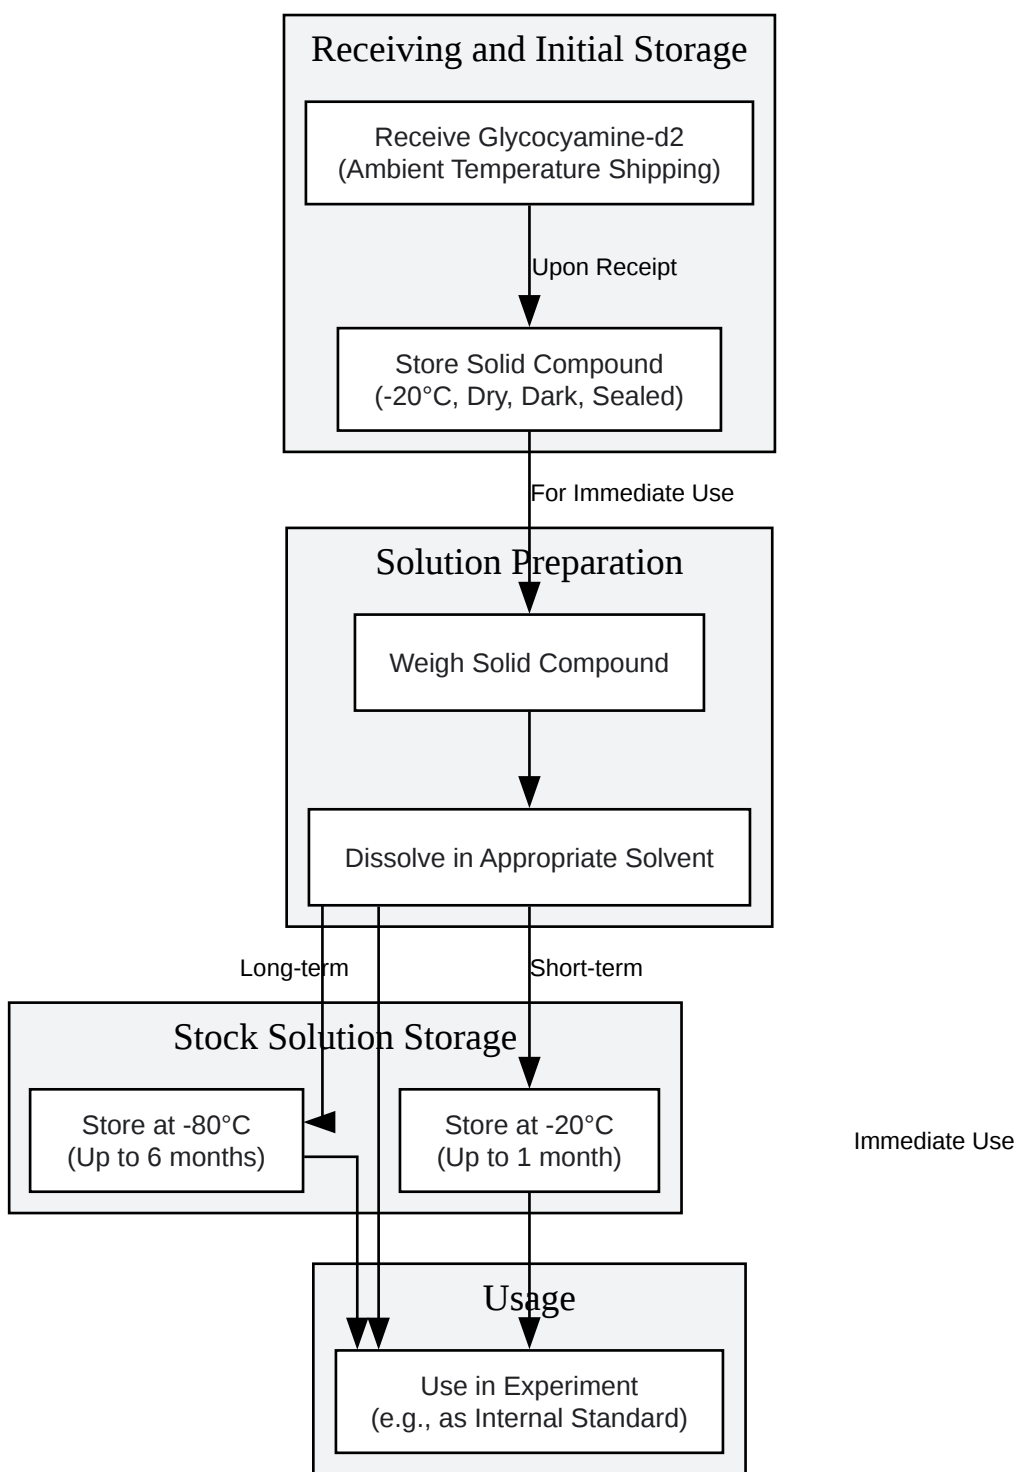 Receiving and Initial Storage
Receive Glycocyamine-d2
(Ambient Temperature Shipping)
Upon Receipt
Store Solid Compound
(-20°C, Dry, Dark, Sealed)
For Immediate Use
Solution Preparation
Weigh Solid Compound
Dissolve in Appropriate Solvent
Long-term
Short-term
Stock Solution Storage
Store at -80°C
(Up to 6 months)
Store at -20°C
(Up to 1 month)
Immediate Use
Usage
Use in Experiment
(e.g., as Internal Standard)